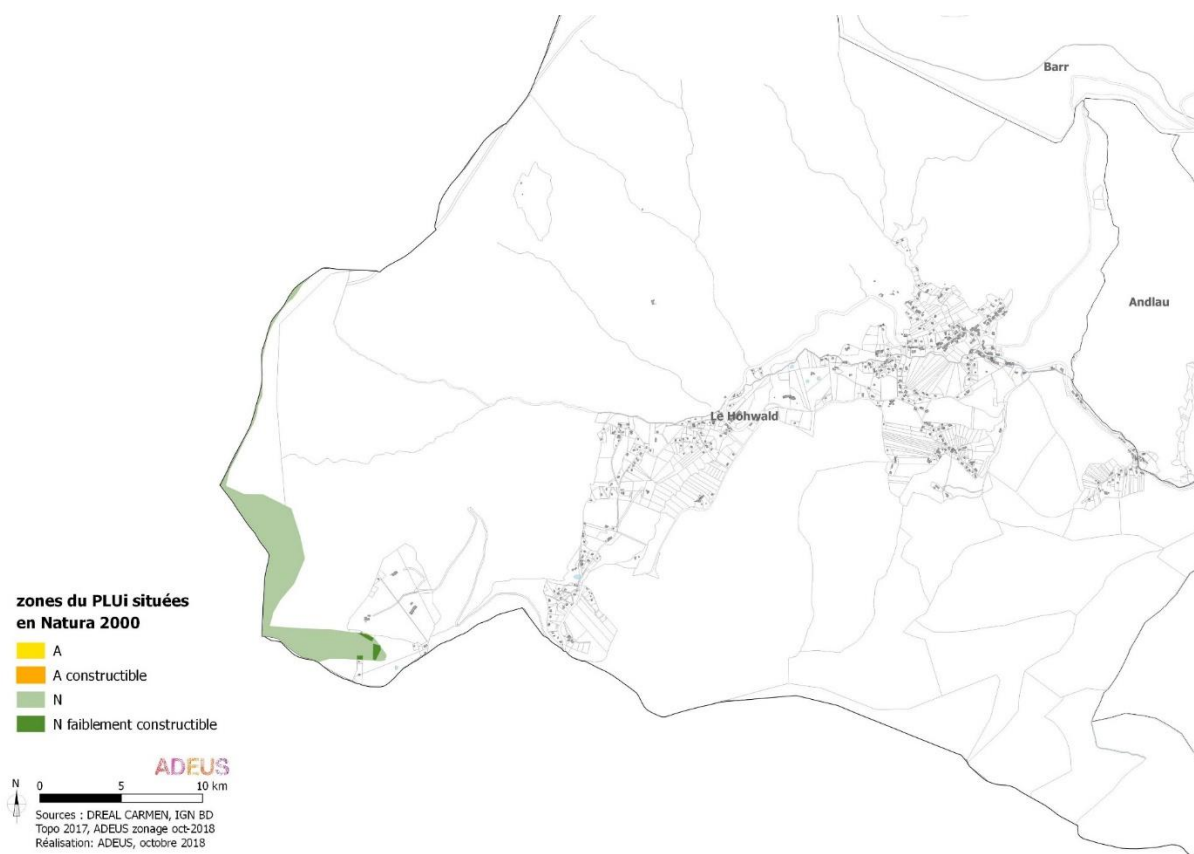 Barr
Andlau
Le Hohwald
zones du PLUi situées
en Natura 2000
A
A constructible
N
N faiblement constructible
ADEUS
N
0 5 10 km
Sources : DREAL CARMEN, IGN BD
Topo 2017, ADEUS zonage oct-2018
Réalisation: ADEUS, octobre 2018